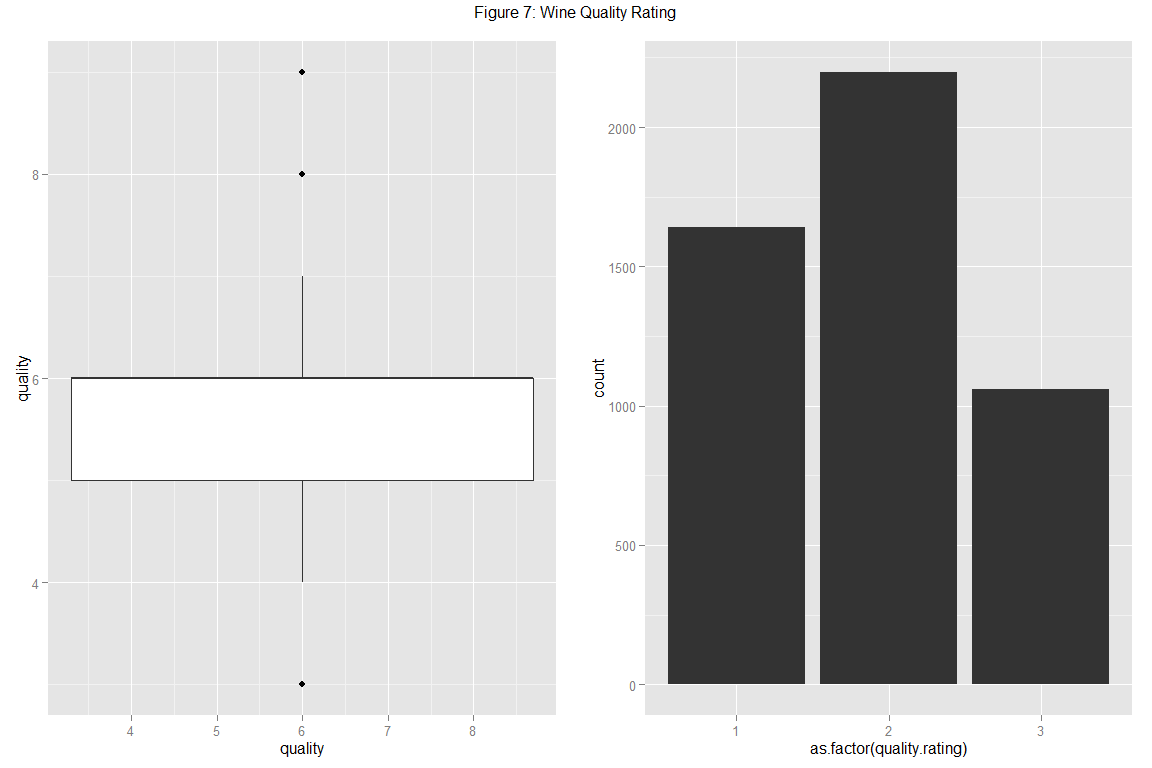 Figure 7: Wine Quality Rating
quality
8
6
4
4 5 6 7 8
quality
count
2000
1500
1000
500
0
1 2 3
as.factor(quality.rating)